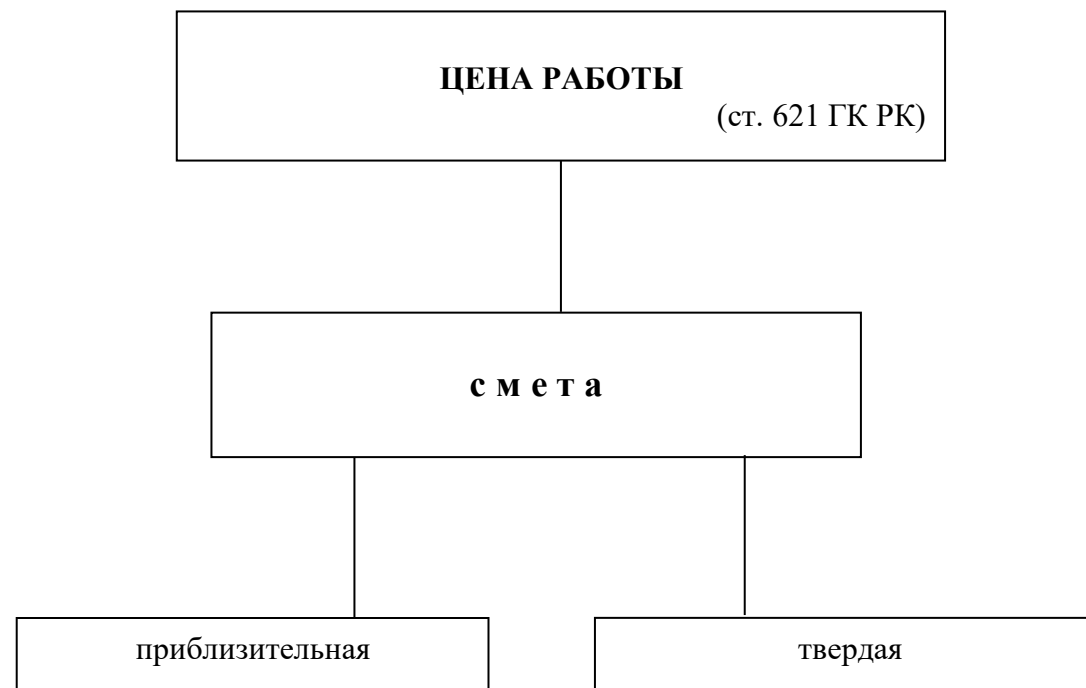 ЦЕНА РАБОТЫ
(ст. 621 ГК РК)
с м е т а
приблизительная
твердая